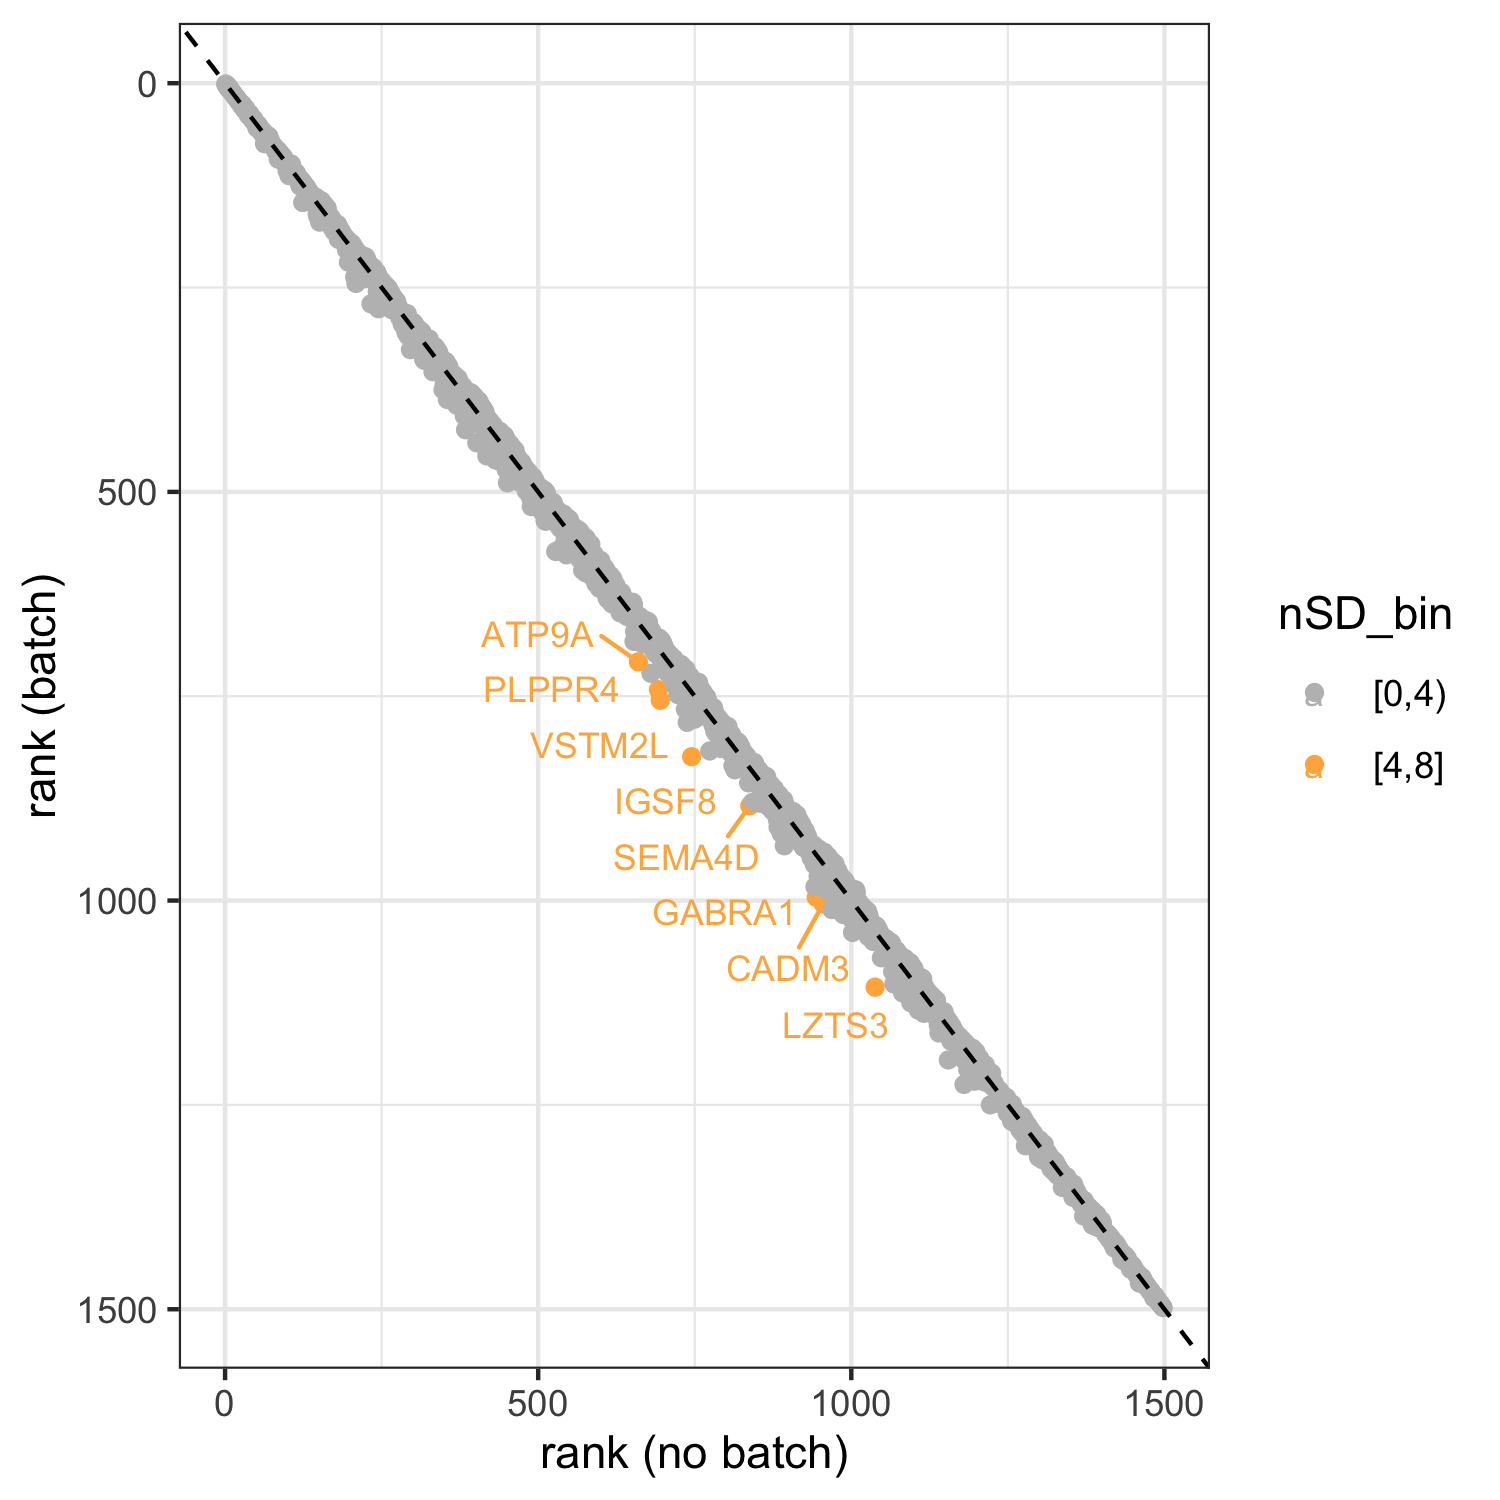 0
500
1000
1500
rank (batch)
ATP9A
PLPPR4
VSTM2L
IGSF8
SEMA4D
GABRA1
CADM3
LZTS3
0
500
1000
1500
rank (no batch)
nSD_bin
a
[0,4)
a
[4,8]